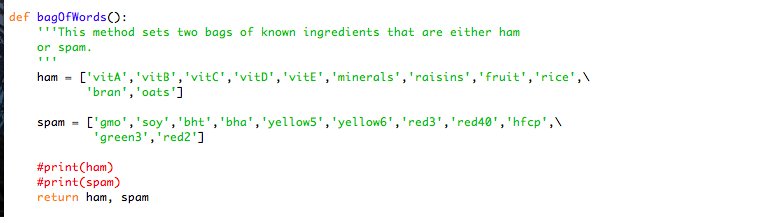 def bagOfWords():
    '''This method sets two bags of known ingredients that are either ham
    or spam.
    '''
    ham = ['vitA','vitB','vitC','vitD','vitE','minerals','raisins','fruit','rice',\
           'bran','oats']

    spam = ['gmo','soy','bht','bha','yellow5','yellow6','red3','red40','hfcp',\
            'green3','red2']

    #print(ham)
    #print(spam)
    return ham, spam